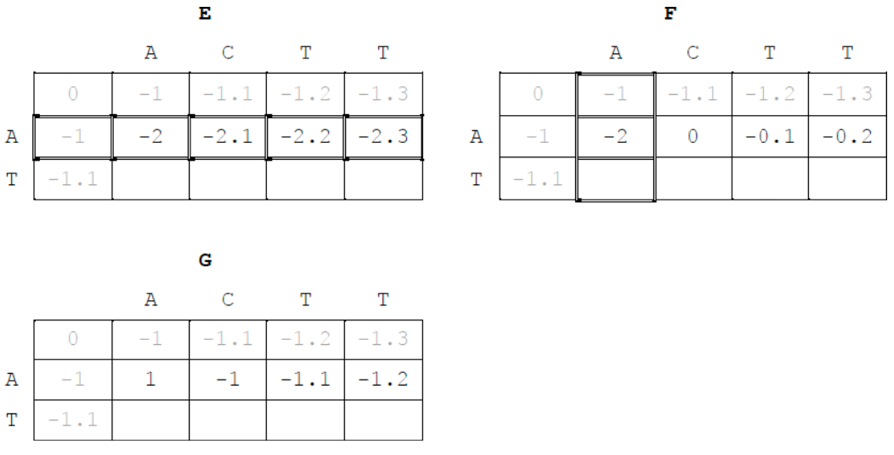 E
A C T T
0 -1 -1.1 -1.2 -1.3
A -1 -2 -2.1 -2.2 -2.3
T -1.1
F
A C T T
0 -1 -1.1 -1.2 -1.3
A -1 -2 0 -0.1 -0.2
T -1.1
G
A C T T
0 -1 -1.1 -1.2 -1.3
A -1 1 -1 -1.1 -1.2
T -1.1